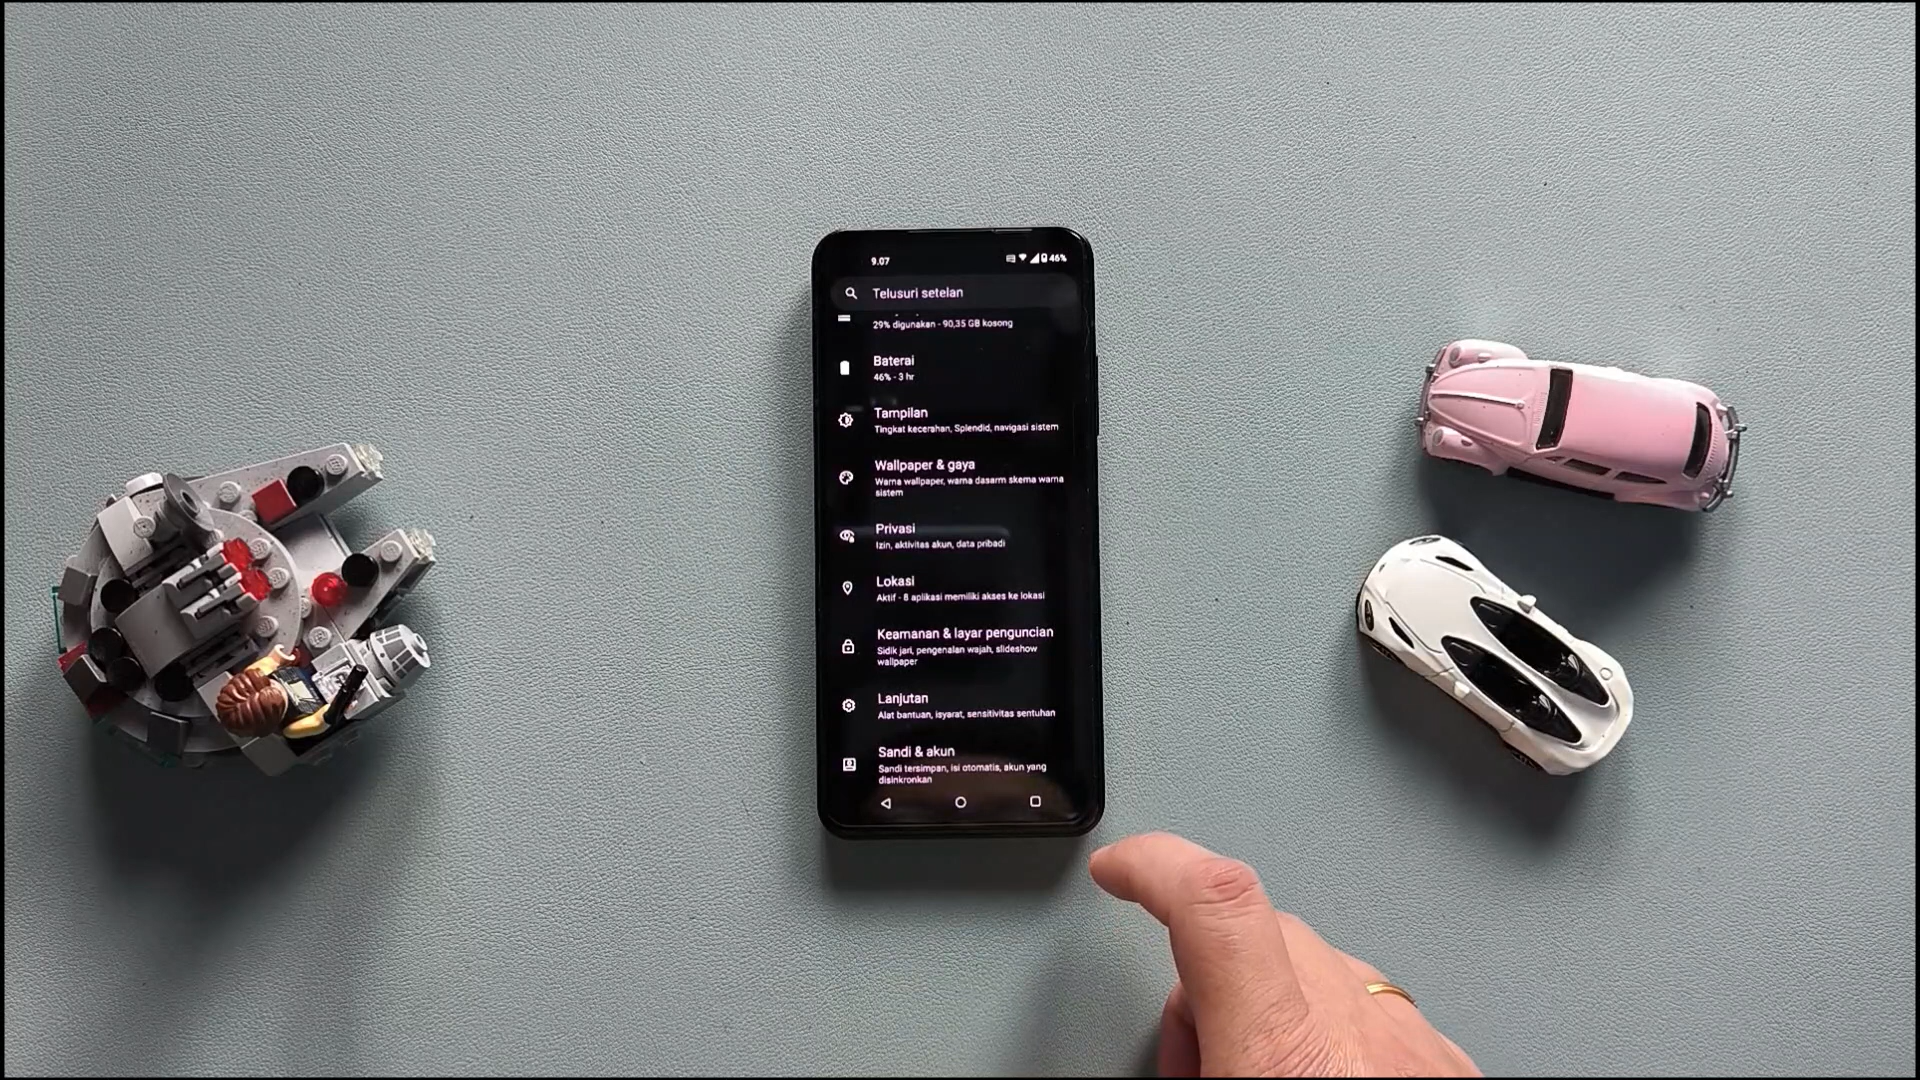 9.07
46%
Telusuri setelan
29% digunakan - 90,35 GB kosong
Baterai
46% - 3 hr
Tampilan
Tingkat kecerahan, Splendid, navigasi sistem
Wallpaper & gaya
Warna wallpaper, warna dasarm skema warna
sistem
Privasi
Izin, aktivitas akun, data pribadi
Lokasi
Aktif - 8 aplikasi memiliki akses ke lokasi
Keamanan & layar penguncian
Sidik jari, pengenalan wajah, slideshow
wallpaper
Lanjutan
Alat bantuan, isyarat, sensitivitas sentuhan
Sandi & akun
Sandi tersimpan, isi otomatis, akun yang
disinkronkan